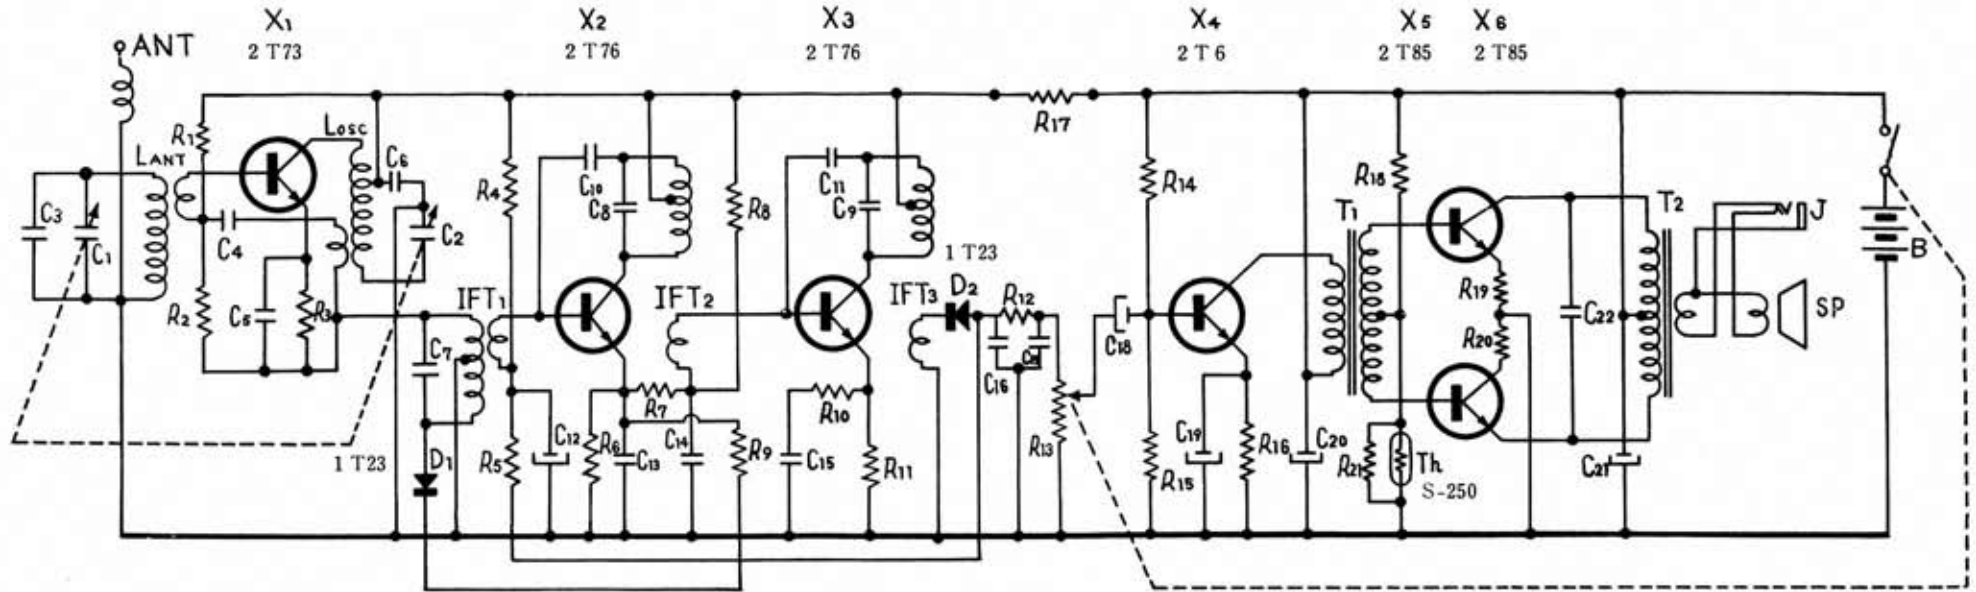 X1 X2 X3 X4 X5 X6
2 T73 2 T76 2 T76 2 T 6 2 T85 2 T85
ANT
R17
R1 Losc
LANT C6
C10 C11
R4 C8 R8 C9 R14 R18
C3 C1 C4 C2 T1 T2 J
1 T23
B
IFT1 IFT2 IFT3 D2 R12 R19
R2 C5 R3 C22 SP
C7 C18 R20
C16
R7 R10
C12 R6 C14 R13 C19 R16 C20
1 T23 D1 R5 C13 R9 C15 R11 R15 R21 Th C21
S-250